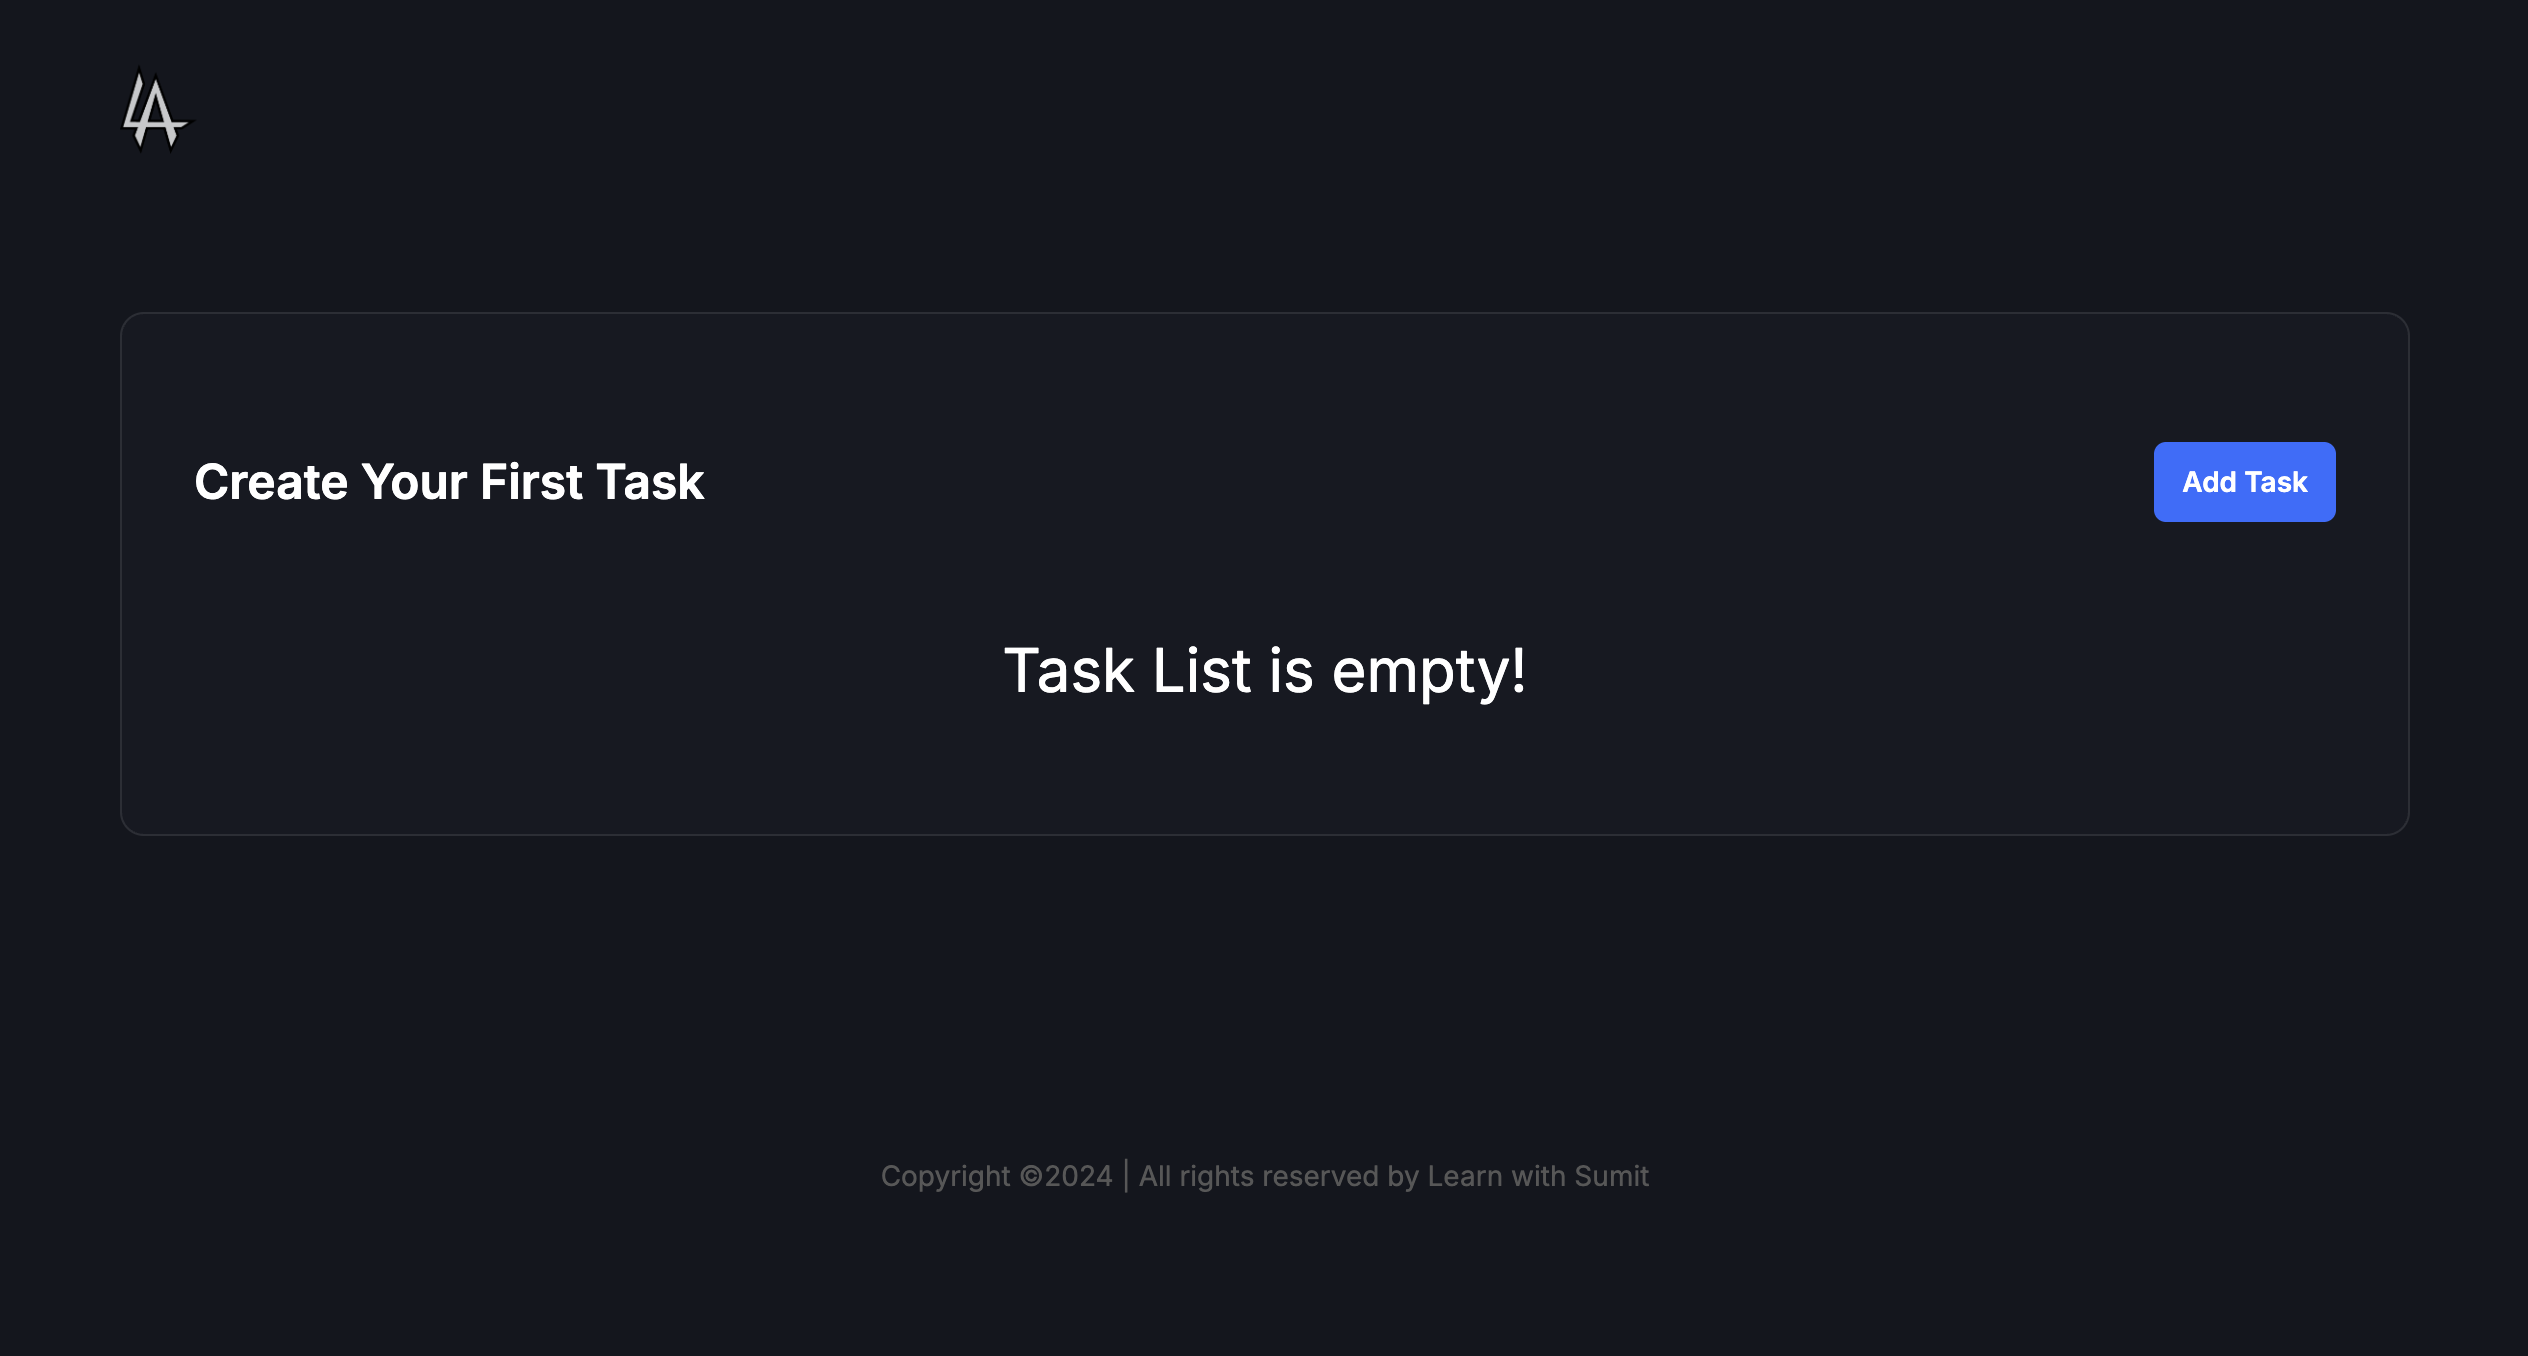 LA
Create Your First Task
Add Task
Task List is empty!
Copyright ©2024 | All rights reserved by Learn with Sumit